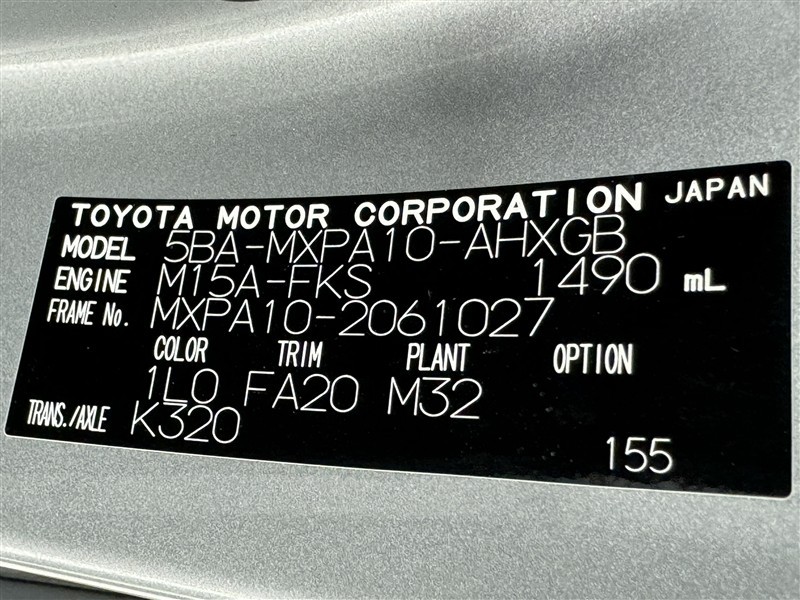 TOYOTA MOTOR CORPORATION JAPAN
MODEL 5BA-MXPA10-AHXGB
ENGINE M15A-FKS 1490 mL
FRAME No. MXPA10-2061027
COLOR TRIM PLANT OPTION
1L0 FA20 M32
TRANS./AXLE K320
155